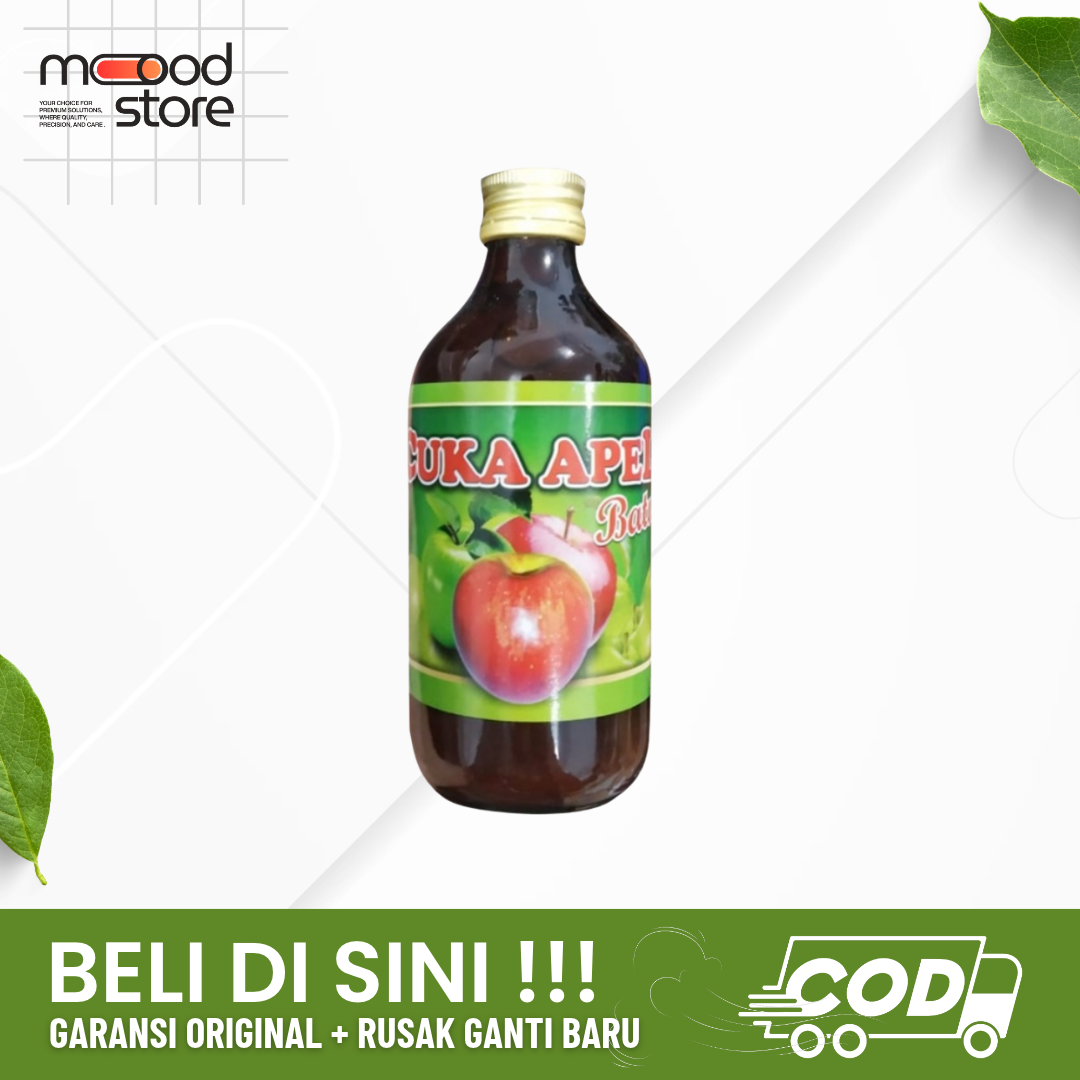 moood
store
YOUR CHOICE FOR
PREMIUM SOLUTIONS,
WHERE QUALITY,
PRECISION, AND CARE.
CUKA APEL
BELI DI SINI !!!
GARANSI ORIGINAL + RUSAK GANTI BARU
COD